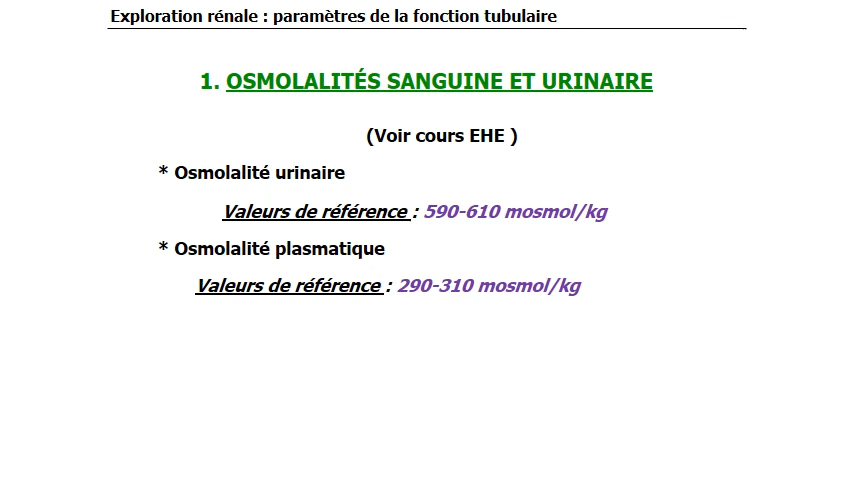 Exploration rénale : paramètres de la fonction tubulaire
1. OSMOLALITÉS SANGUINE ET URINAIRE
(Voir cours EHE )
* Osmolalité urinaire
Valeurs de référence : 590-610 mosmol/kg
* Osmolalité plasmatique
Valeurs de référence : 290-310 mosmol/kg